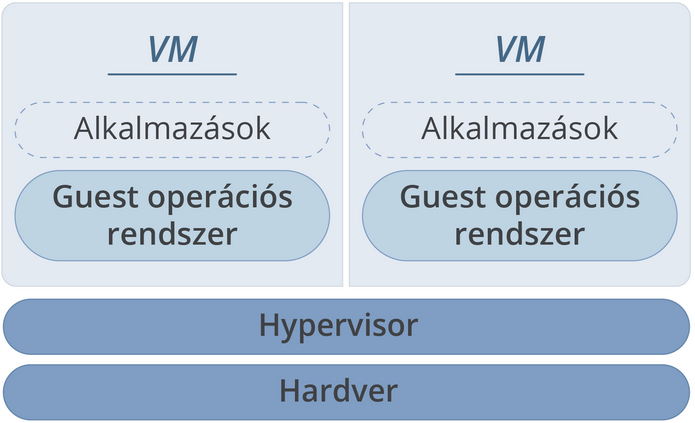 VM
Alkalmazások
Guest operációs
rendszer
VM
Alkalmazások
Guest operációs
rendszer
Hypervisor
Hardver